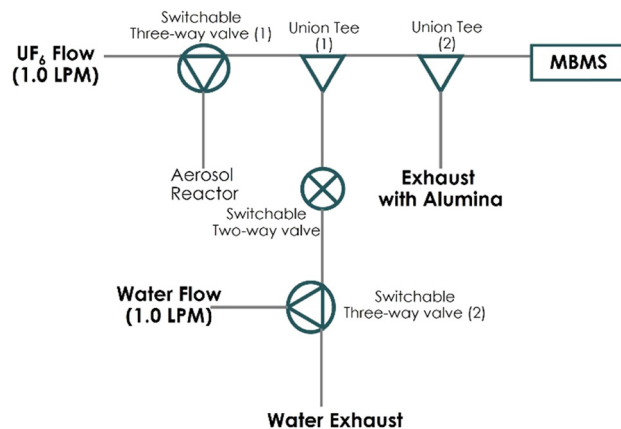 Switchable
Three-way valve (1)
Union Tee
(1)
Union Tee
(2)
UF₆ Flow
(1.0 LPM)
MBMS
Aerosol
Reactor
Exhaust
with Alumina
Switchable
Two-way valve
Water Flow
(1.0 LPM)
Switchable
Three-way valve (2)
Water Exhaust